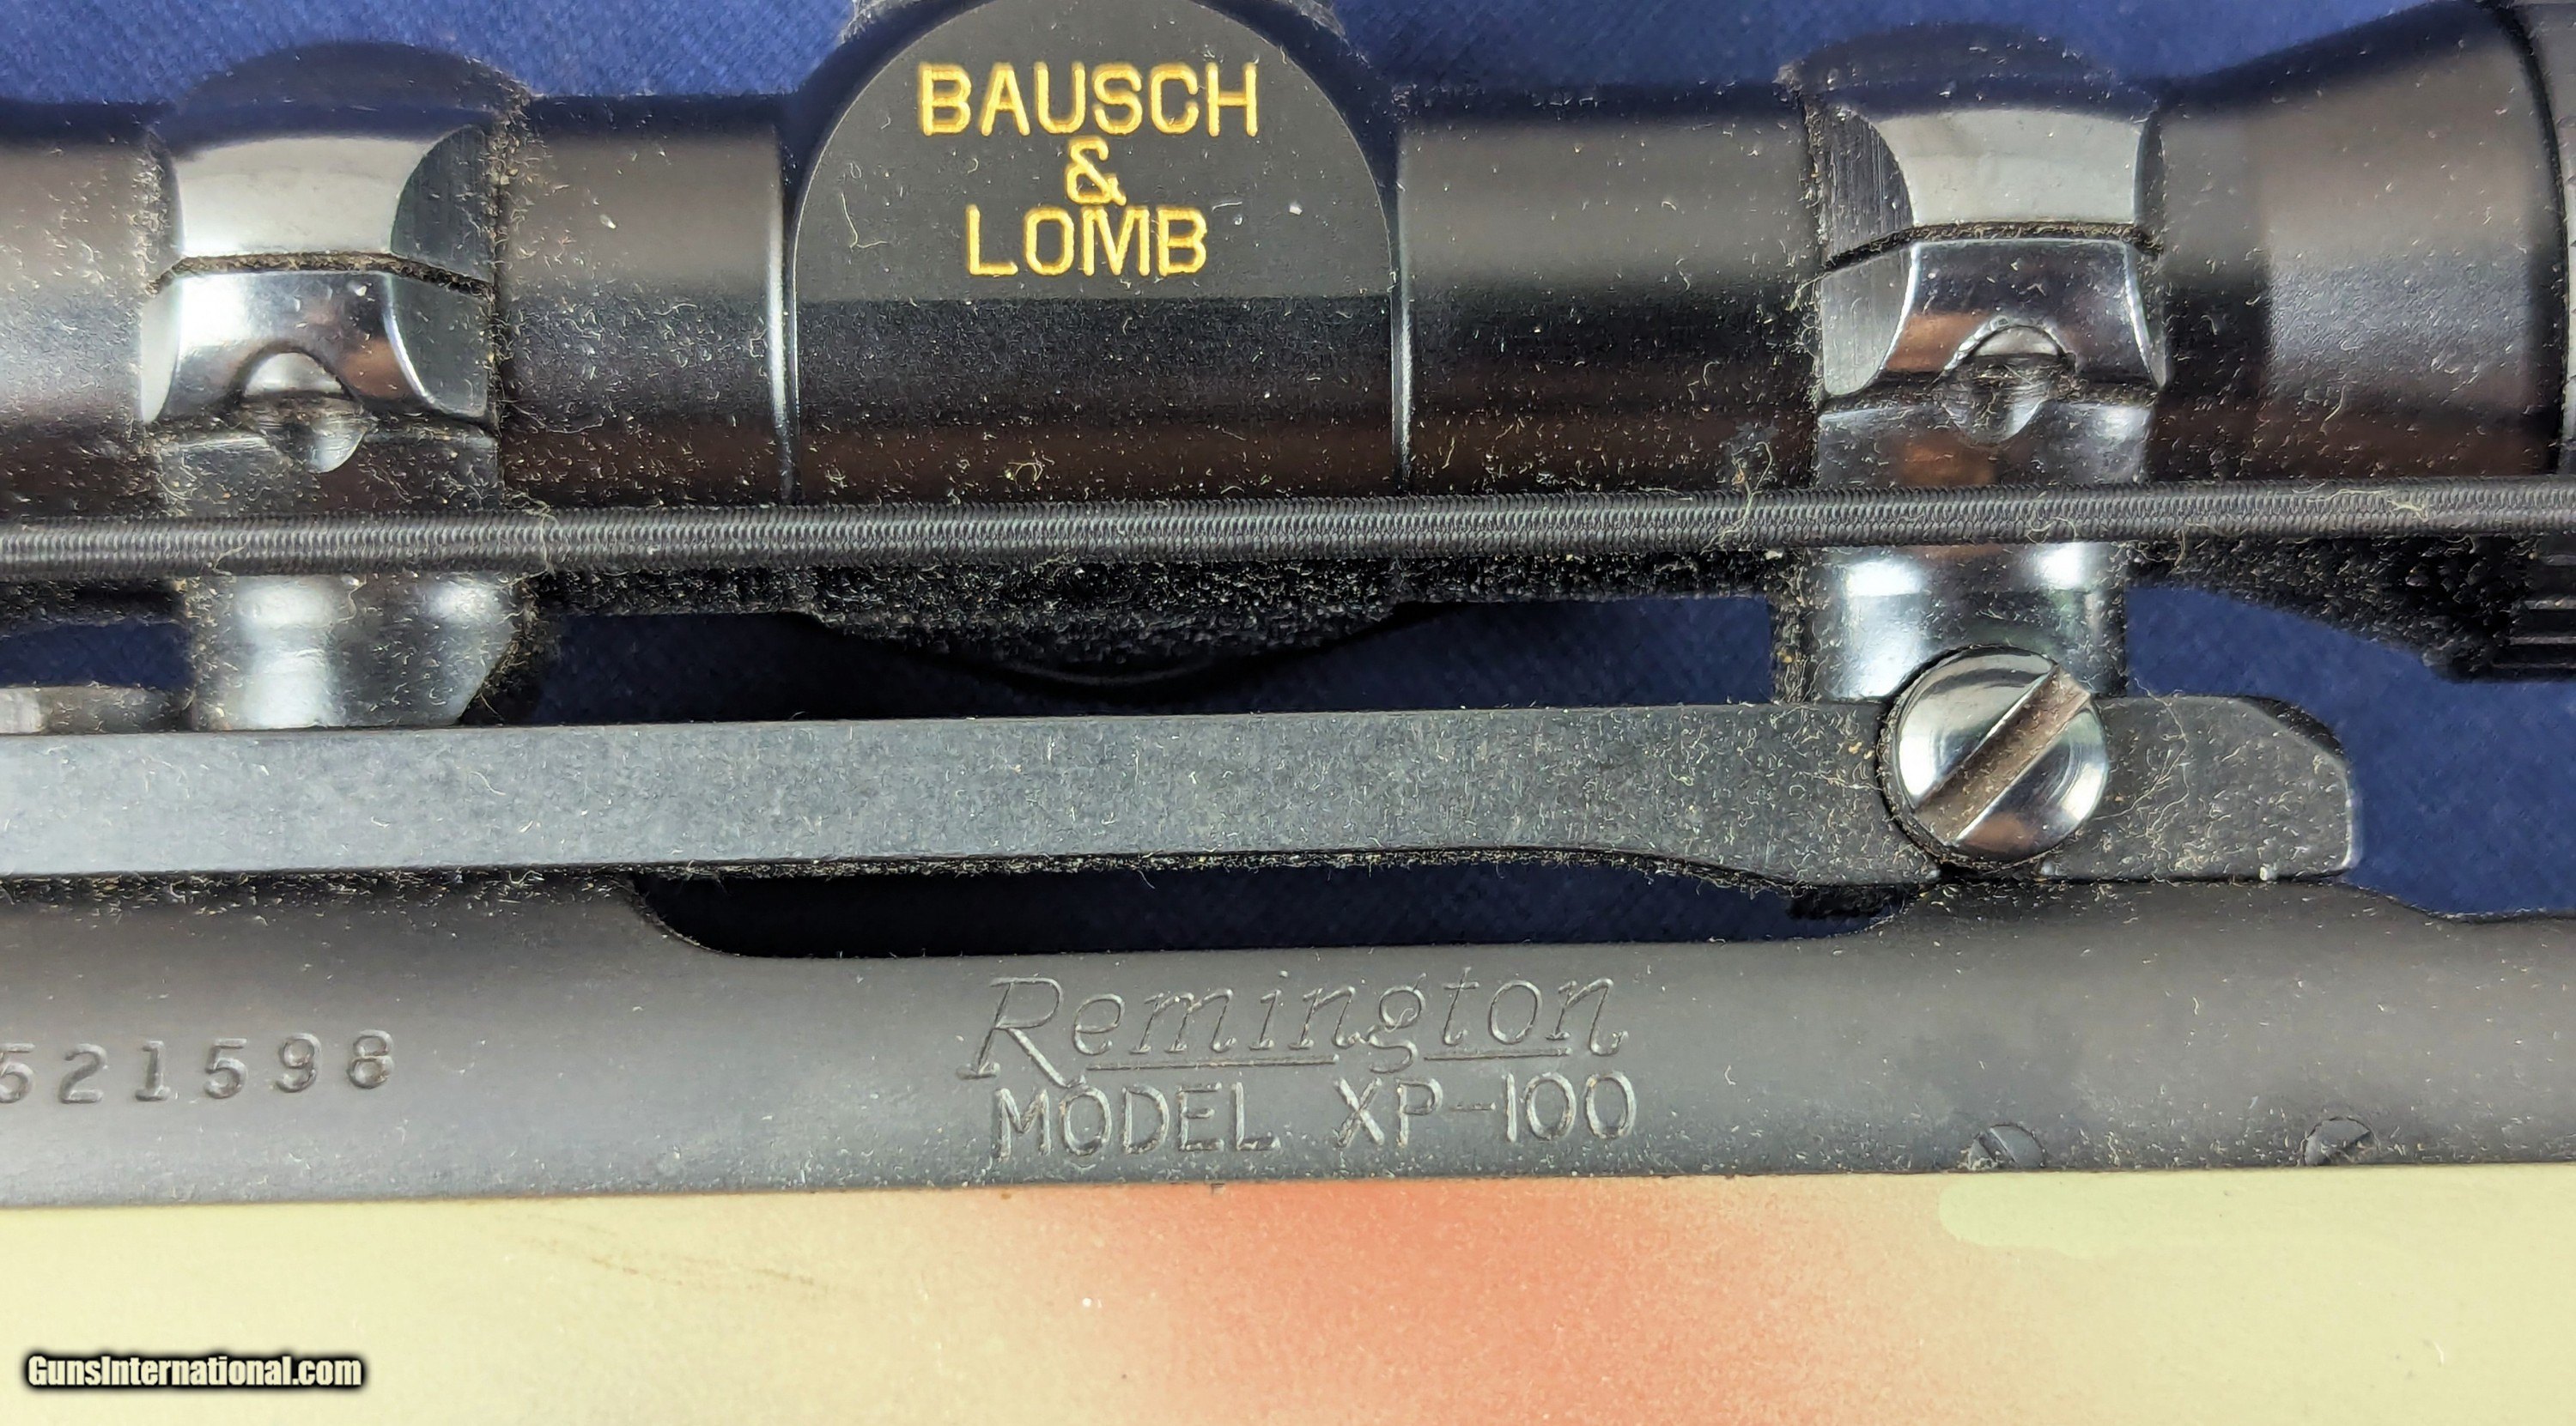 BAUSCH
&
LOMB
Remington
521598
MODEL XP-100
GunsInternational.com